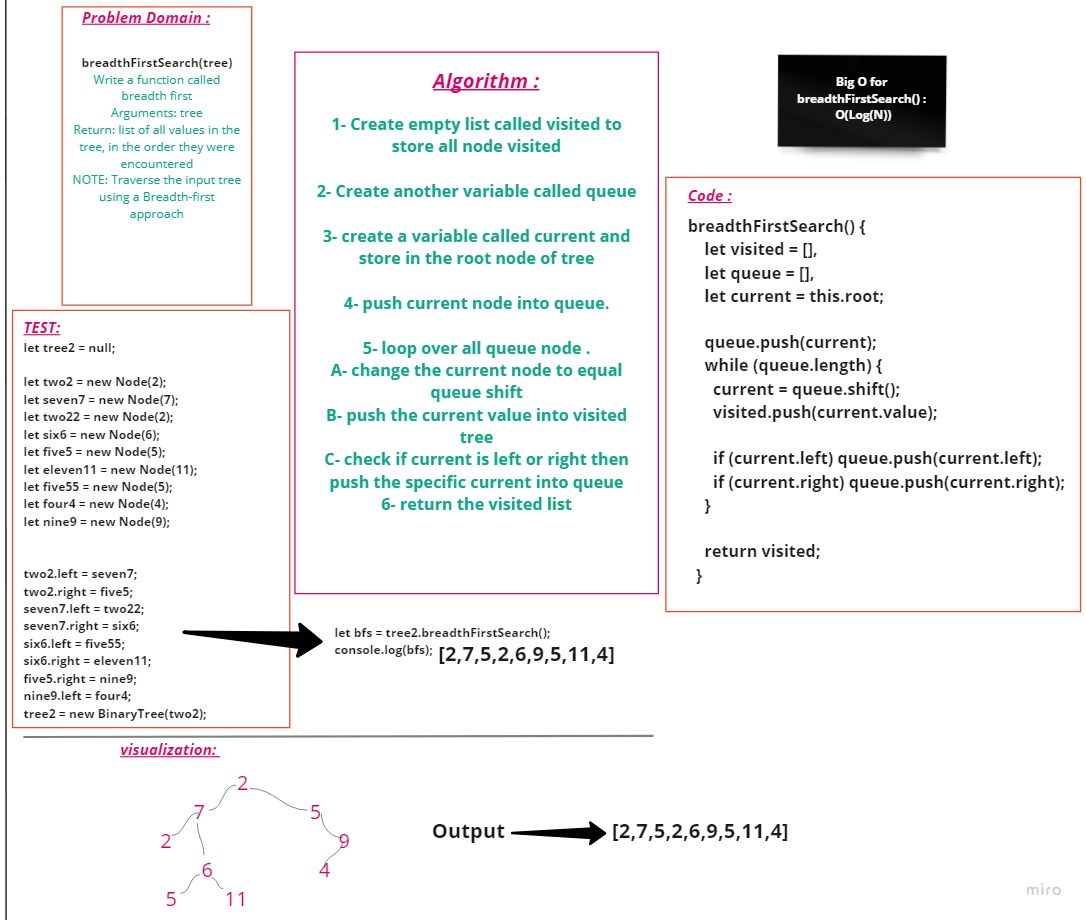 Problem Domain :
breadthFirstSearch(tree)
Write a function called
breadth first
Arguments: tree
Return: list of all values in the
tree, in the order they were
encountered
NOTE: Traverse the input tree
using a Breadth-first
approach
Algorithm :
1- Create empty list called visited to
store all node visited
2- Create another variable called queue
3- create a variable called current and
store in the root node of tree
4- push current node into queue.
5- loop over all queue node .
A- change the current node to equal
queue shift
B- push the current value into visited
tree
C- check if current is left or right then
push the specific current into queue
6- return the visited list
Big O for
breadthFirstSearch() :
O(Log(N))
Code :
breadthFirstSearch() {
let visited = [],
let queue = [],
let current = this.root;
queue.push(current);
while (queue.length) {
current = queue.shift();
visited.push(current.value);
if (current.left) queue.push(current.left);
if (current.right) queue.push(current.right);
}
return visited;
}
TEST:
let tree2 = null;
let two2 = new Node(2);
let seven7 = new Node(7);
let two22 = new Node(2);
let six6 = new Node(6);
let five5 = new Node(5);
let eleven11 = new Node(11);
let five55 = new Node(5);
let four4 = new Node(4);
let nine9 = new Node(9);
two2.left = seven7;
two2.right = five5;
seven7.left = two22;
seven7.right = six6;
six6.left = five55;
six6.right = eleven11;
five5.right = nine9;
nine9.left = four4;
tree2 = new BinaryTree(two2);
let bfs = tree2.breadthFirstSearch();
console.log(bfs); [2,7,5,2,6,9,5,11,4]
visualization:
2
7 5
2 9
6 4
5 11
Output [2,7,5,2,6,9,5,11,4]
miro